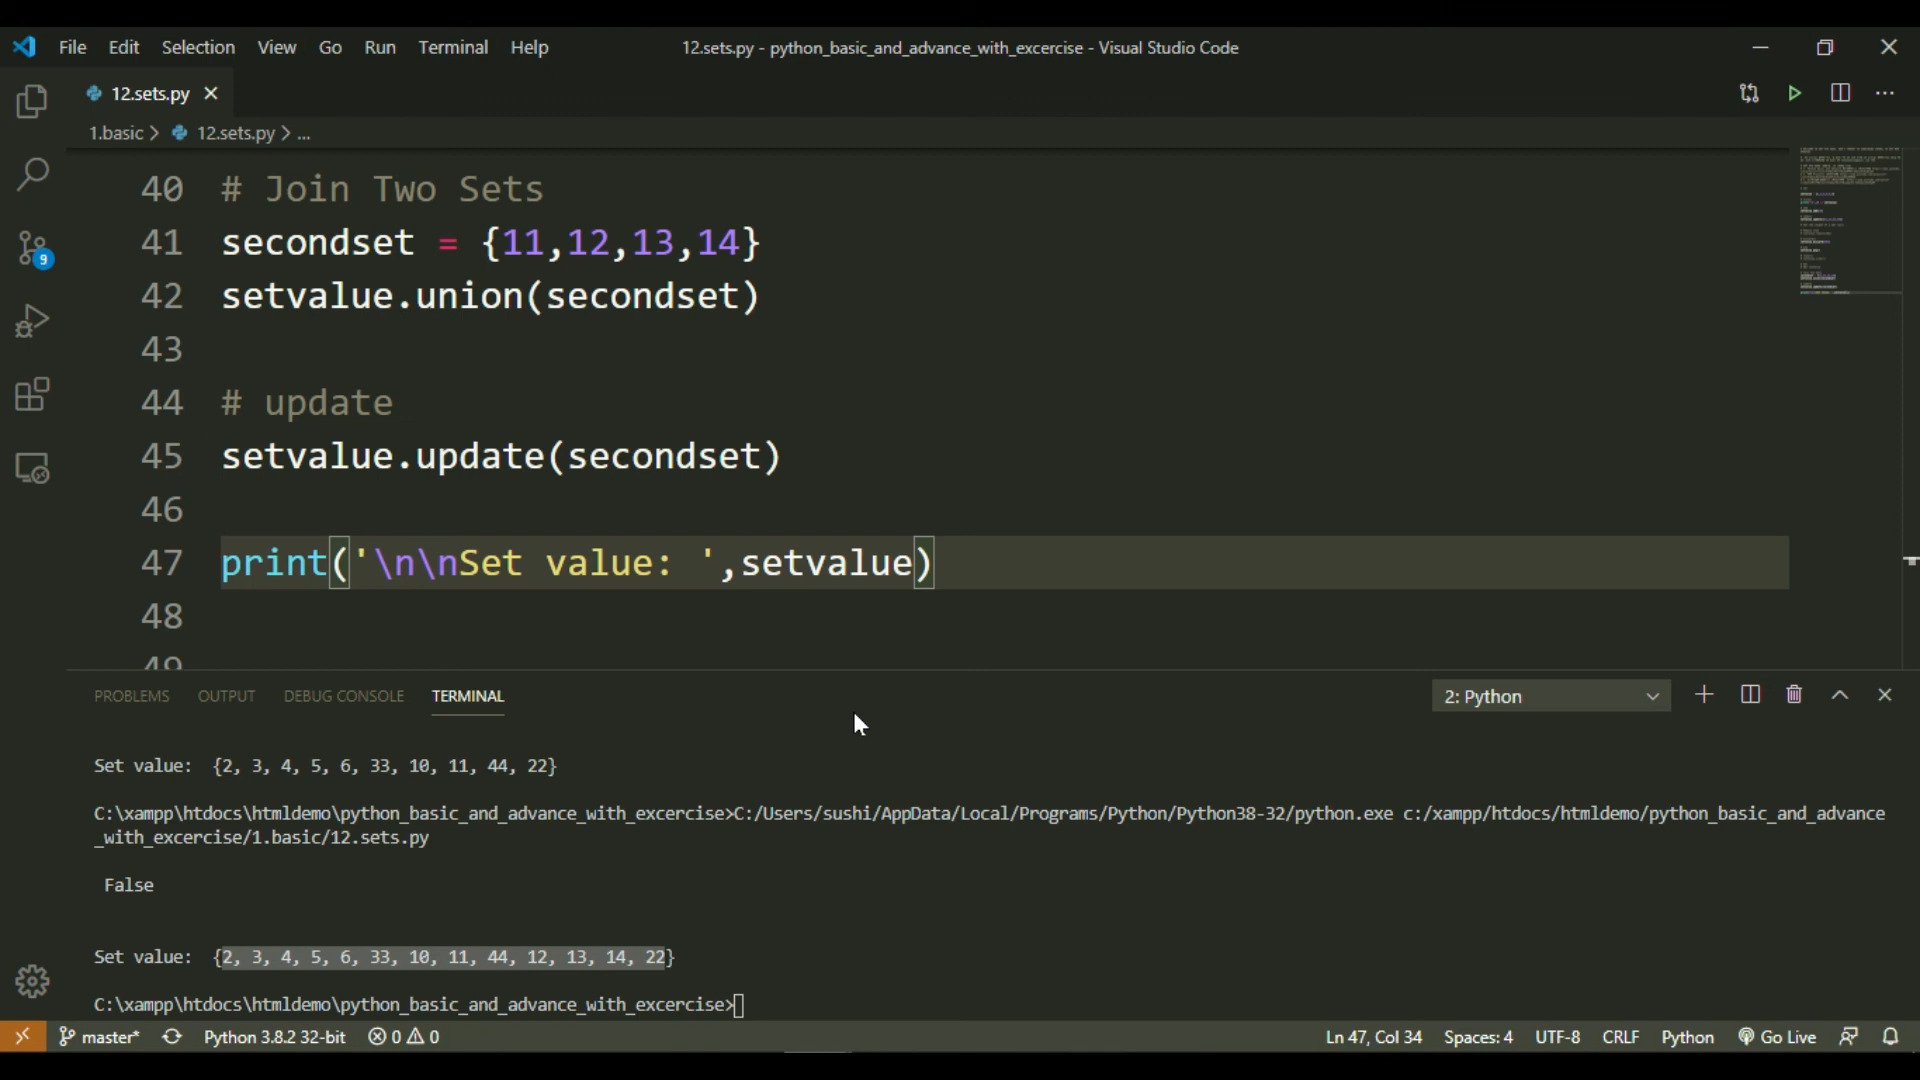 File Edit Selection View Go Run Terminal Help 12.sets.py - python_basic_and_advance_with_excercise - Visual Studio Code
12.sets.py
1.basic > 12.sets.py > ...
40 # Join Two Sets
41 secondset = {11,12,13,14}
42 setvalue.union(secondset)
43
44 # update
45 setvalue.update(secondset)
46
47 print('\n\nSet value: ',setvalue)
48
49
9
PROBLEMS OUTPUT DEBUG CONSOLE TERMINAL 2: Python
Set value: {2, 3, 4, 5, 6, 33, 10, 11, 44, 22}
C:\xampp\htdocs\htmldemo\python_basic_and_advance_with_excercise>C:/Users/sushi/AppData/Local/Programs/Python/Python38-32/python.exe c:/xampp/htdocs/htmldemo/python_basic_and_advance
_with_excercise/1.basic/12.sets.py
False
Set value: {2, 3, 4, 5, 6, 33, 10, 11, 44, 12, 13, 14, 22}
C:\xampp\htdocs\htmldemo\python_basic_and_advance_with_excercise>
master* Python 3.8.2 32-bit 0 0 Ln 47, Col 34 Spaces: 4 UTF-8 CRLF Python Go Live